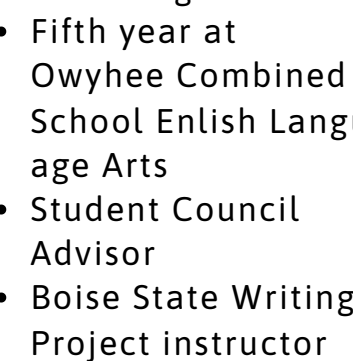 • Fifth year at
Owyhee Combined
School Enlish Langu
age Arts
• Student Council
Advisor
• Boise State Writing
Project instructor